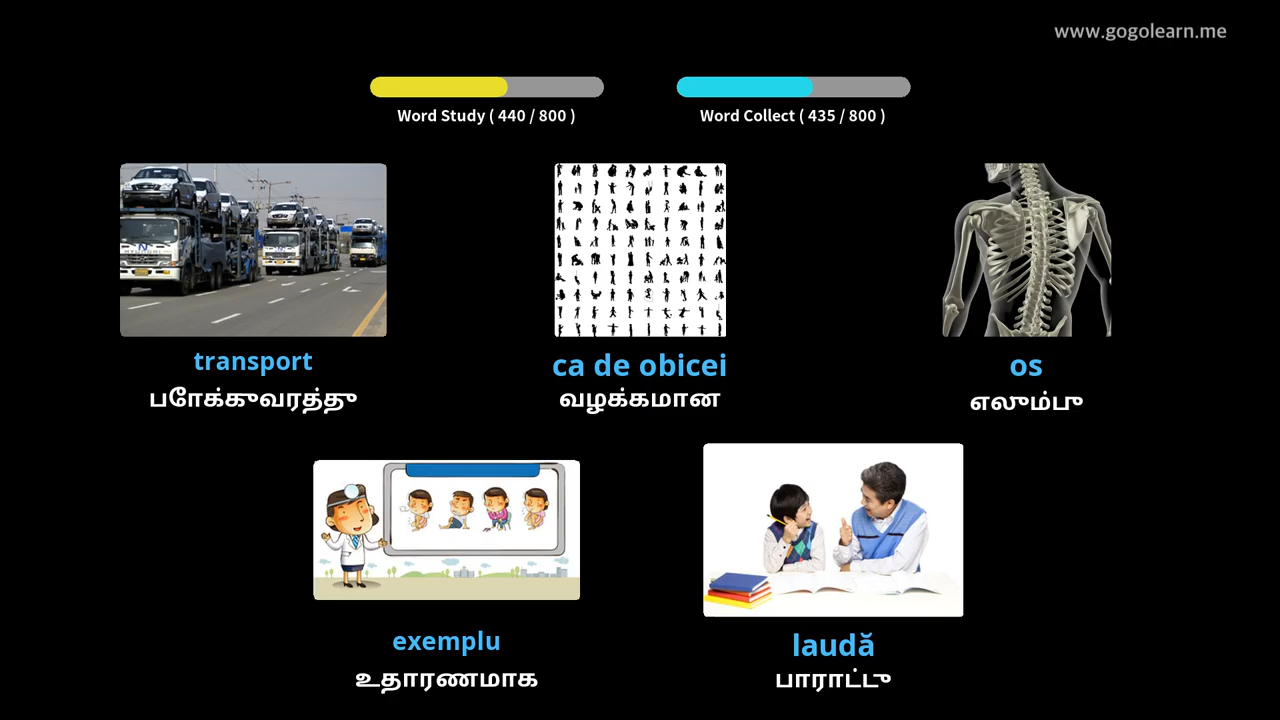 www.gogolearn.me
Word Study ( 440 / 800 )
Word Collect ( 435 / 800 )
transport
ca de obicei
os
போக்குவரத்து
வழக்கமான
எலும்பு
exemplu
laudă
உதாரணமாக
பாராட்டு